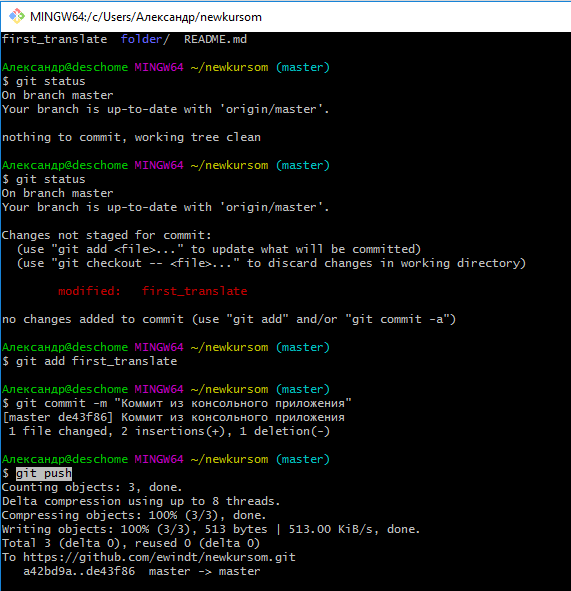 MINGW64:/c/Users/Александр/newkursom
first_translate  folder/  README.md
Александр@deschome MINGW64 ~/newkursom (master)
$ git status
On branch master
Your branch is up-to-date with 'origin/master'.
nothing to commit, working tree clean
Александр@deschome MINGW64 ~/newkursom (master)
$ git status
On branch master
Your branch is up-to-date with 'origin/master'.
Changes not staged for commit:
  (use "git add <file>..." to update what will be committed)
  (use "git checkout -- <file>..." to discard changes in working directory)
        modified:   first_translate
no changes added to commit (use "git add" and/or "git commit -a")
Александр@deschome MINGW64 ~/newkursom (master)
$ git add first_translate
Александр@deschome MINGW64 ~/newkursom (master)
$ git commit -m "Коммит из консольного приложения"
[master de43f86] Коммит из консольного приложения
 1 file changed, 2 insertions(+), 1 deletion(-)
Александр@deschome MINGW64 ~/newkursom (master)
$ git push
Counting objects: 3, done.
Delta compression using up to 8 threads.
Compressing objects: 100% (3/3), done.
Writing objects: 100% (3/3), 513 bytes | 513.00 KiB/s, done.
Total 3 (delta 0), reused 0 (delta 0)
To https://github.com/ewindt/newkursom.git
   a42bd9a..de43f86  master -> master